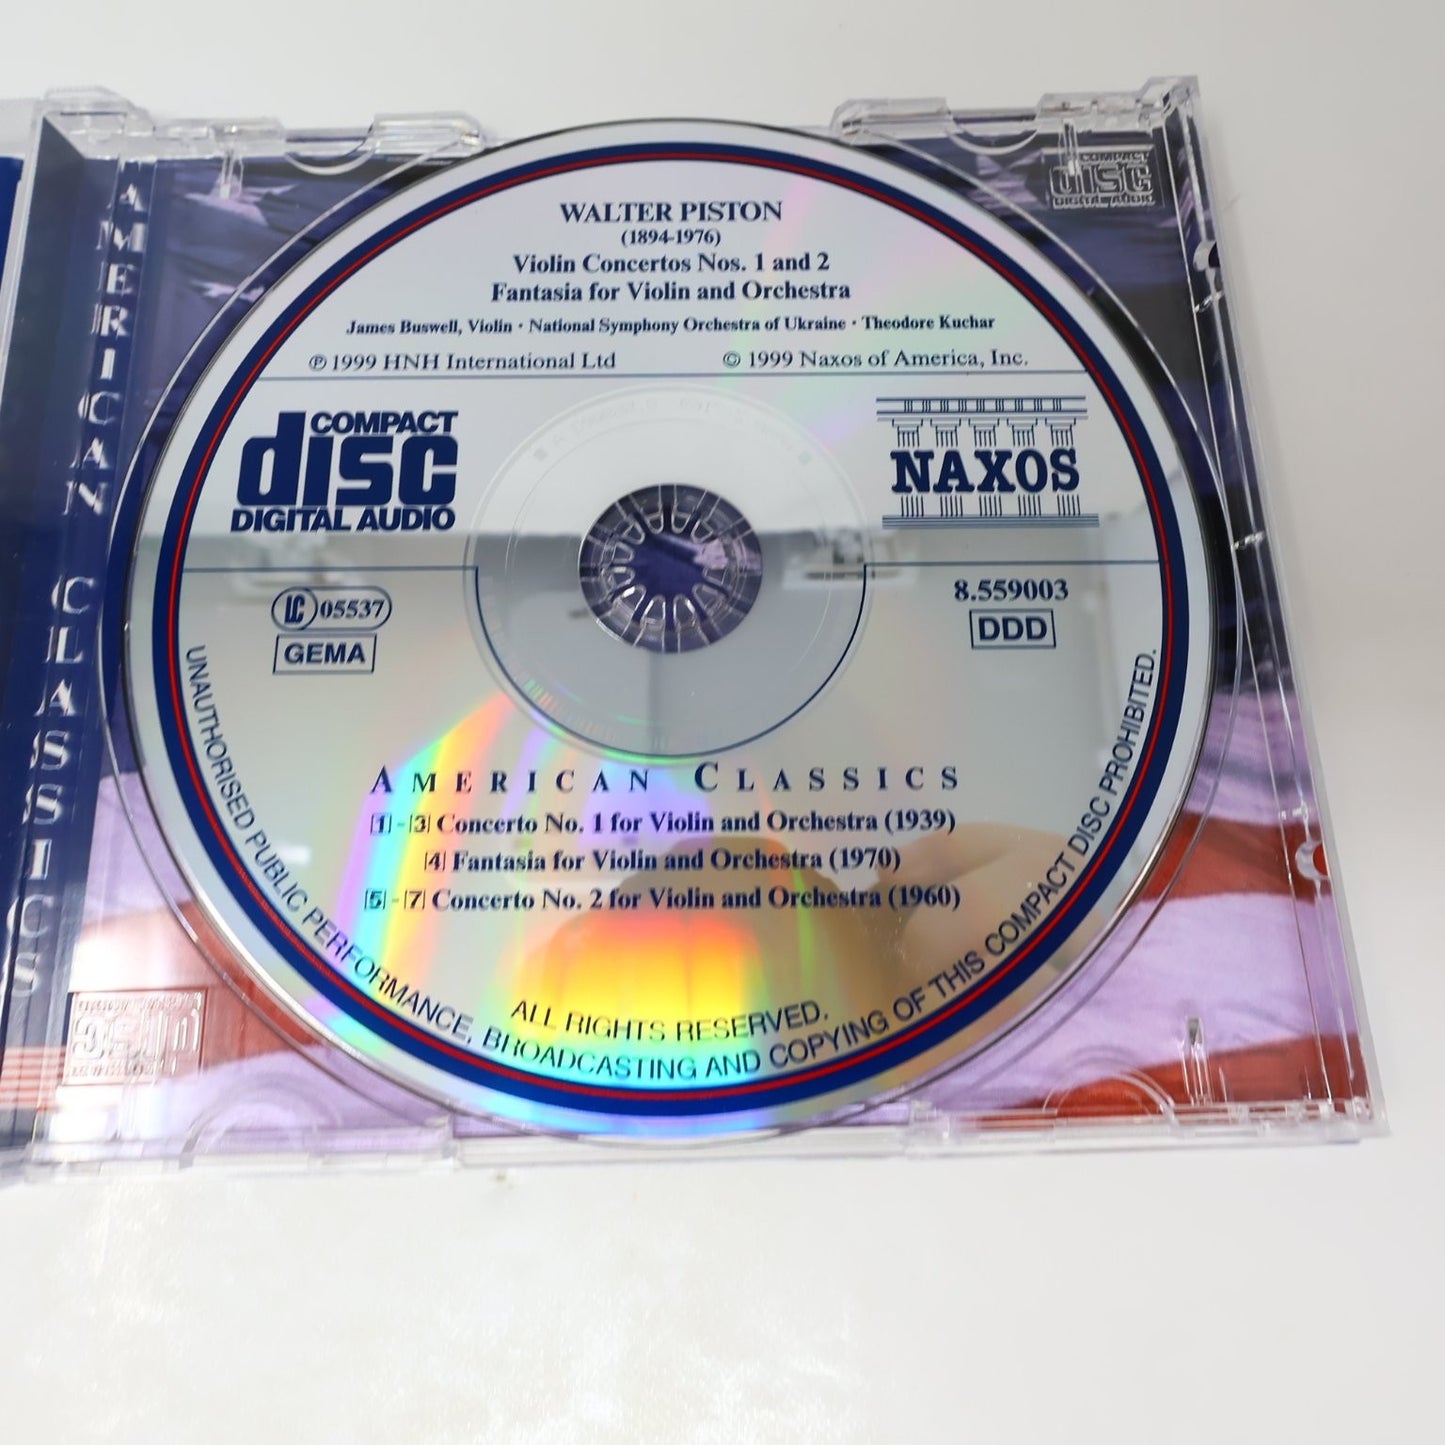 WALTER PISTON
(1894-1976)
Violin Concertos Nos. 1 and 2
Fantasia for Violin and Orchestra
James Buswell, Violin · National Symphony Orchestra of Ukraine · Theodore Kuchar
℗ 1999 HNH International Ltd © 1999 Naxos of America, Inc.
COMPACT
disc
DIGITAL AUDIO
NAXOS
LC 05537
GEMA
8.559003
DDD
AMERICAN CLASSICS
1 - 3 Concerto No. 1 for Violin and Orchestra (1939)
4 Fantasia for Violin and Orchestra (1970)
5 - 7 Concerto No. 2 for Violin and Orchestra (1960)
ALL RIGHTS RESERVED.
UNAUTHORISED PUBLIC PERFORMANCE, BROADCASTING AND COPYING OF THIS COMPACT DISC PROHIBITED.
AMERICAN CLASSICS
COMPACT
disc
DIGITAL AUDIO